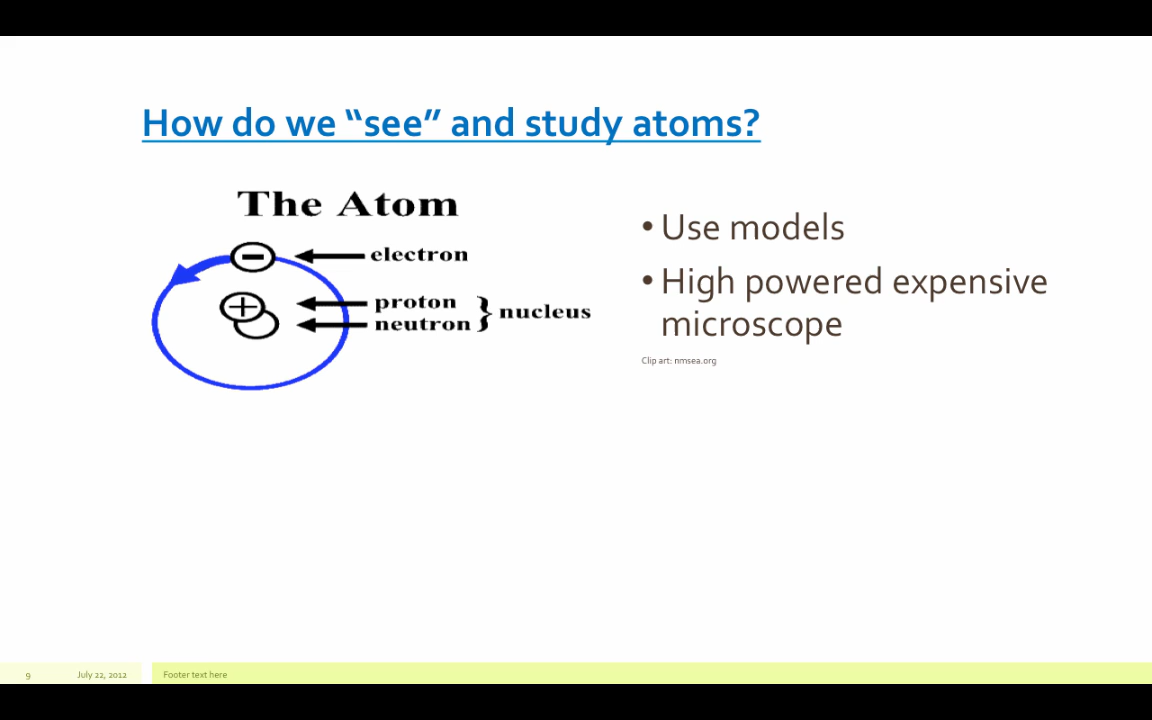 How do we “see” and study atoms?
The Atom
electron
proton
neutron
nucleus
• Use models
• High powered expensive
microscope
Clip art: nmsea.org
9
July 22, 2012
Footer text here